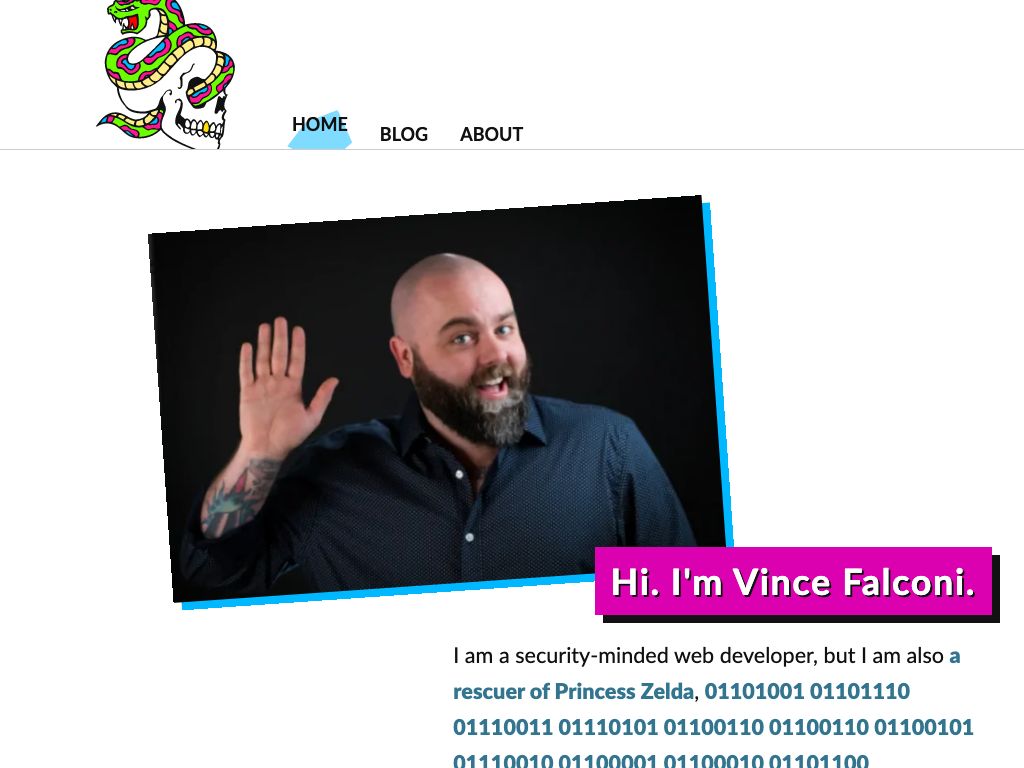 HOME
BLOG
ABOUT
Hi. I'm Vince Falconi.
I am a security-minded web developer, but I am also a
rescuer of Princess Zelda, 01101001 01101110
01110011 01110101 01100110 01100110 01100101
01110010 01100001 01100010 01101100